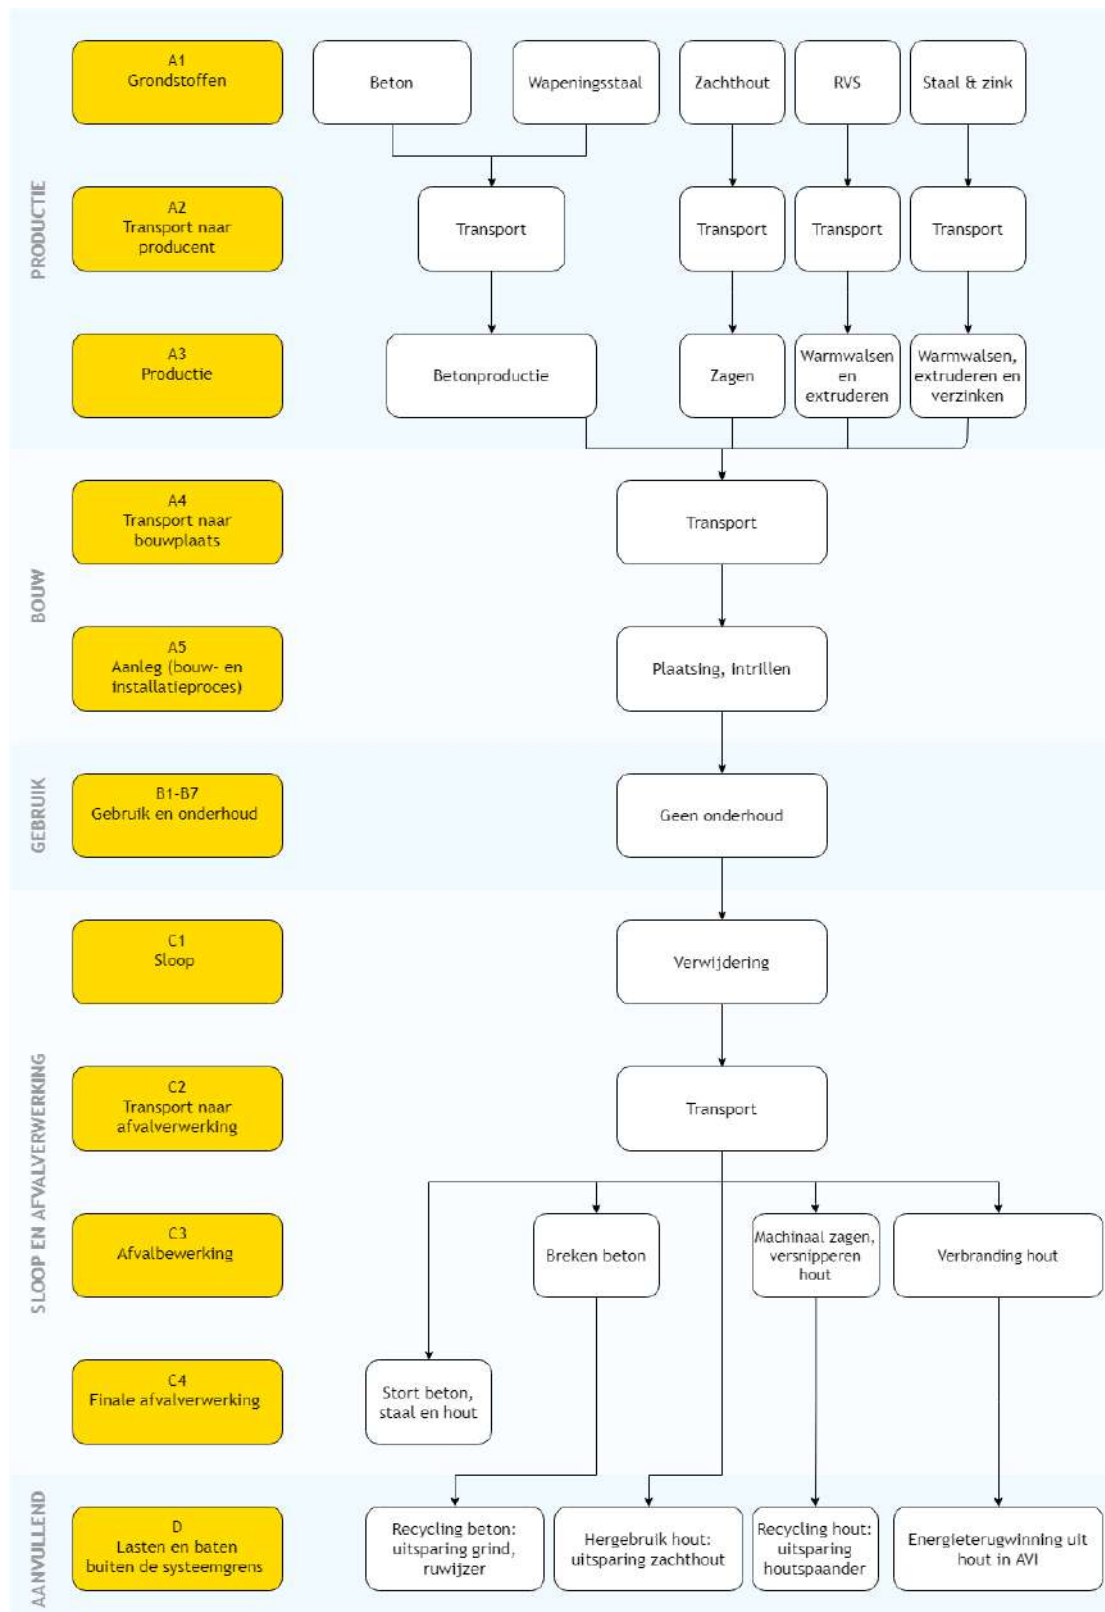 PRODUCTIE
A1
Grondstoffen
Beton
Wapeningsstaal
Zachthout
RVS
Staal & zink
A2
Transport naar
producent
Transport
Transport
Transport
Transport
A3
Productie
Betonproductie
Zagen
Warmwalsen
en
extruderen
Warmwalsen,
extruderen en
verzinken
BOUW
A4
Transport naar
bouwplaats
Transport
A5
Aanleg (bouw- en
installatieproces)
Plaatsing, intrillen
GEBRUIK
B1-B7
Gebruik en onderhoud
Geen onderhoud
SLOOP EN AFVALVERWERKING
C1
Sloop
Verwijdering
C2
Transport naar
afvalverwerking
Transport
C3
Afvalbewerking
Breken beton
Machinaal zagen,
versnipperen
hout
Verbranding hout
C4
Finale afvalverwerking
Stort beton,
staal en hout
AANVULLEND
D
Lasten en baten
buiten de systeemgrens
Recycling beton:
uitsparing grind,
ruwijzer
Hergebruik hout:
uitsparing zachthout
Recycling hout:
uitsparing
houtspaander
Energieterugwinning uit
hout in AVI